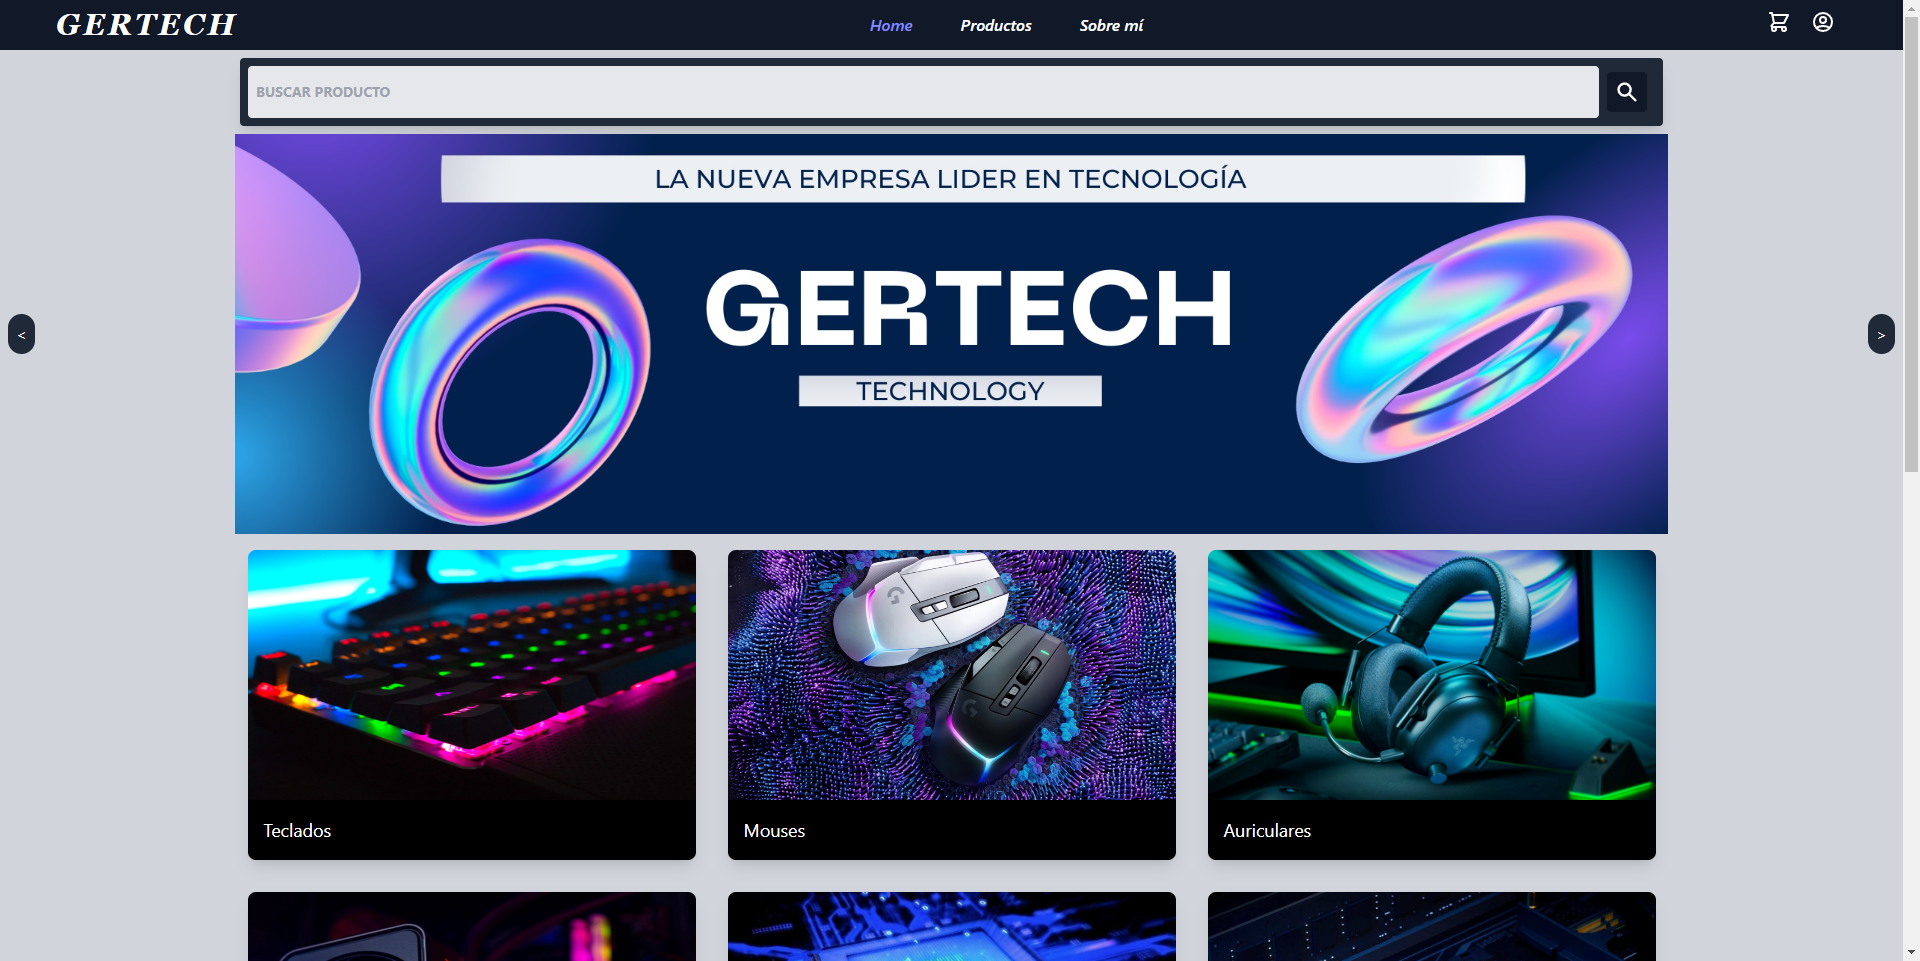 GERTECH
Home
Productos
Sobre mí
BUSCAR PRODUCTO
LA NUEVA EMPRESA LIDER EN TECNOLOGÍA
GERTECH
TECHNOLOGY
<
>
Teclados
Mouses
Auriculares